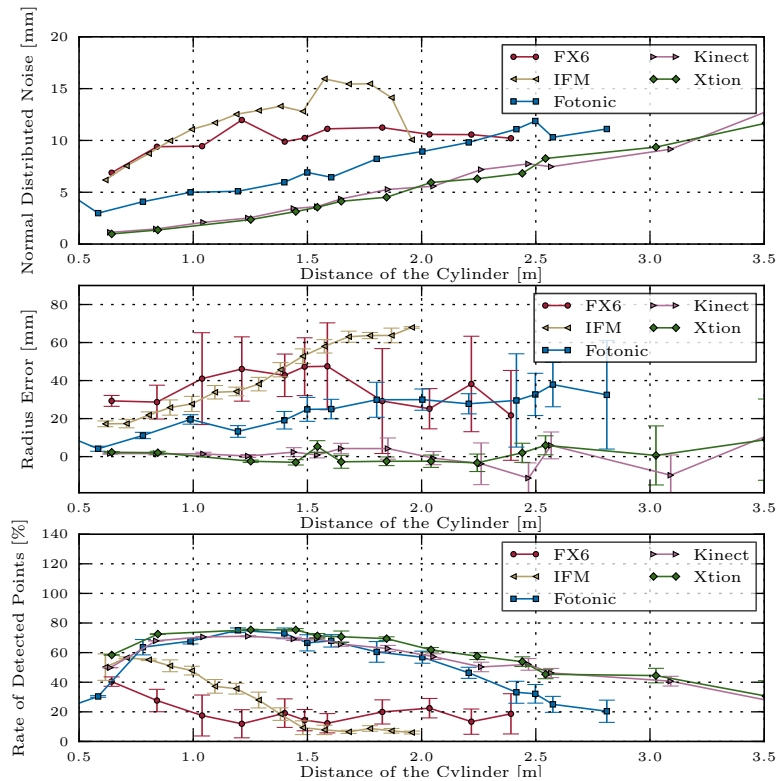 Normal Distributed Noise [mm]
20
15
10
5
0
FX6
IFM
Fotonic
Kinect
Xtion
0.5 1.0 1.5 2.0 2.5 3.0 3.5
Distance of the Cylinder [m]
Radius Error [mm]
80
60
40
20
0
FX6
IFM
Fotonic
Kinect
Xtion
0.5 1.0 1.5 2.0 2.5 3.0 3.5
Distance of the Cylinder [m]
Rate of Detected Points [%]
140
120
100
80
60
40
20
0
FX6
IFM
Fotonic
Kinect
Xtion
0.5 1.0 1.5 2.0 2.5 3.0 3.5
Distance of the Cylinder [m]